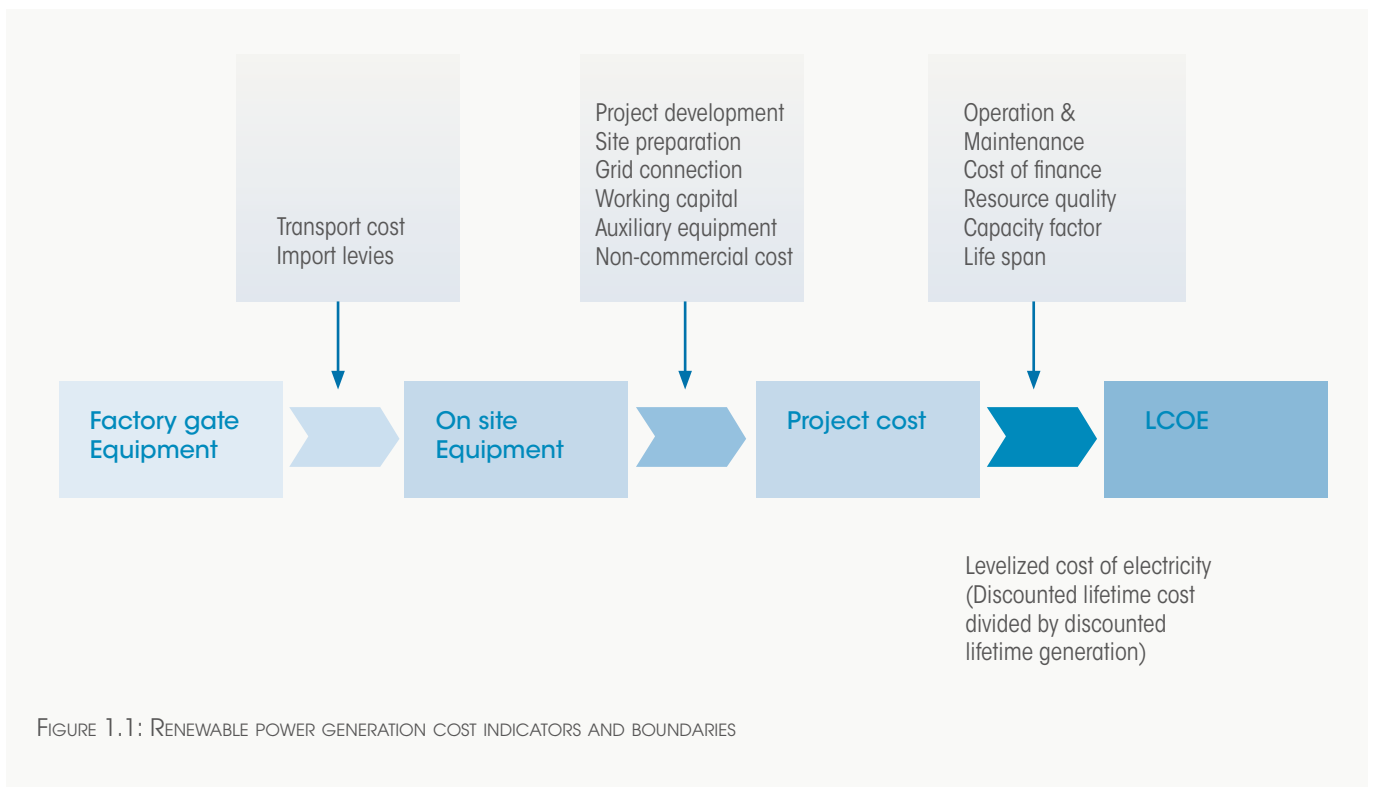 Transport cost
Import levies
Project development
Site preparation
Grid connection
Working capital
Auxiliary equipment
Non-commercial cost
Operation &
Maintenance
Cost of finance
Resource quality
Capacity factor
Life span
Factory gate
Equipment
On site
Equipment
Project cost
LCOE
Levelized cost of electricity
(Discounted lifetime cost
divided by discounted
lifetime generation)
Figure 1.1: Renewable power generation cost indicators and boundaries